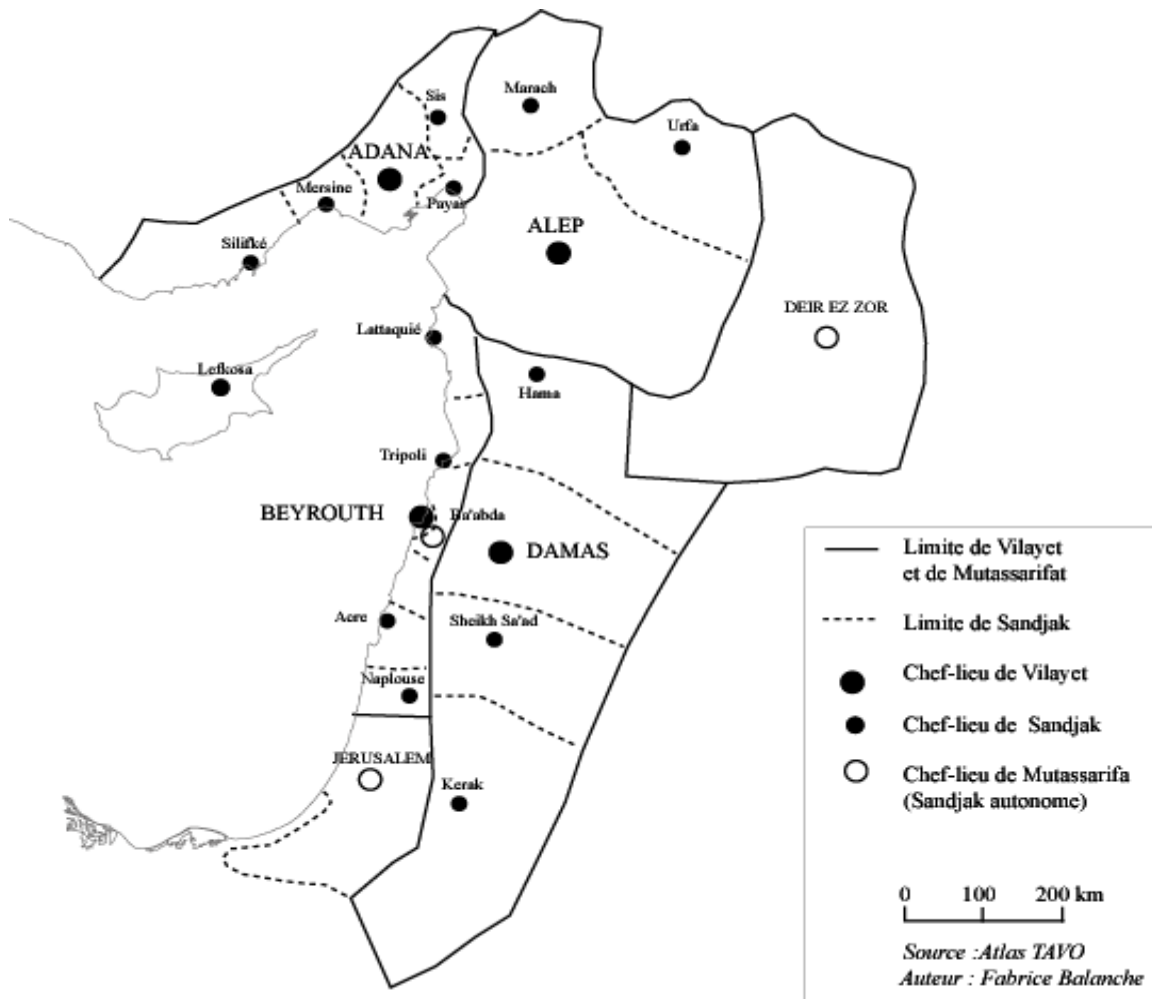 Marach
Sis
Urfa
ADANA
Mersine
Payas
ALEP
Silifké
DEIR EZ ZOR
Lattaquié
Lefkosa
Hama
Tripoli
BEYROUTH
Ba'abda
DAMAS
Acre
Sheikh Sa'ad
Naplouse
JERUSALEM
Kerak
Limite de Vilayet
et de Mutassarifat
Limite de Sandjak
Chef-lieu de Vilayet
Chef-lieu de Sandjak
Chef-lieu de Mutassarifa
(Sandjak autonome)
0 100 200 km
Source :Atlas TAVO
Auteur : Fabrice Balanche